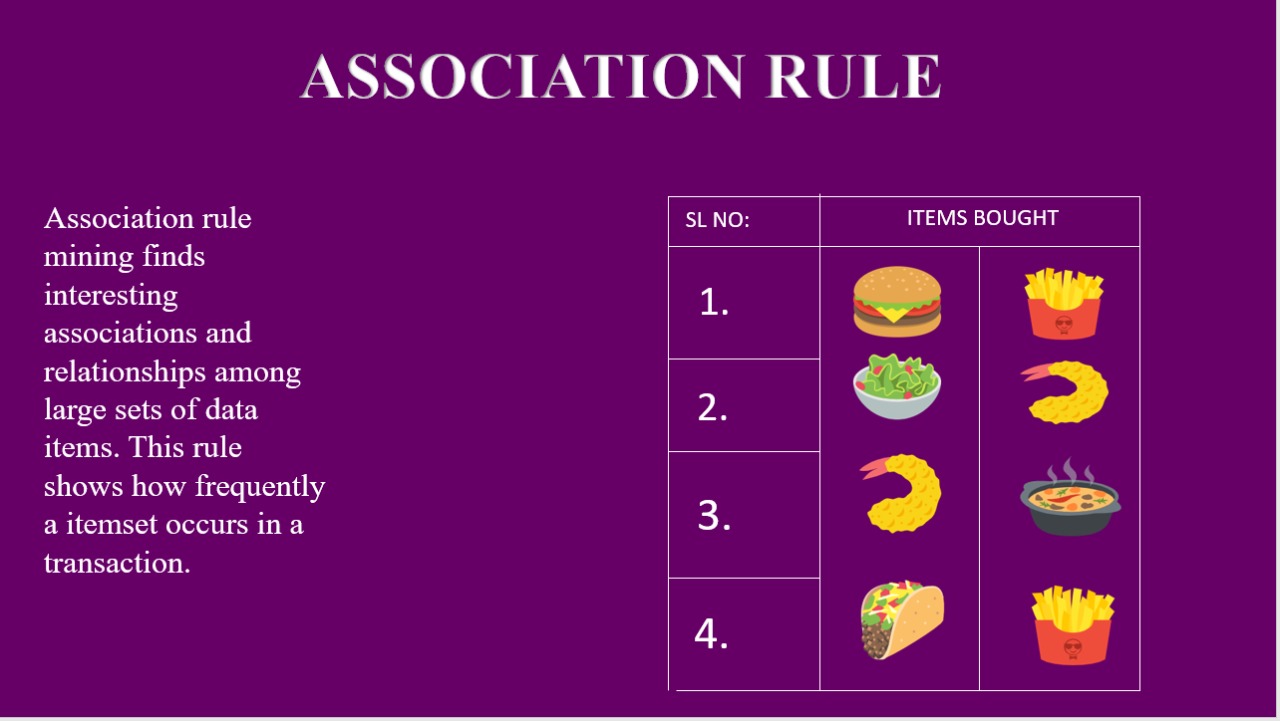 ASSOCIATION RULE
Association rule
mining finds
interesting
associations and
relationships among
large sets of data
items. This rule
shows how frequently
a itemset occurs in a
transaction.
SL NO: ITEMS BOUGHT
1.
2.
3.
4.